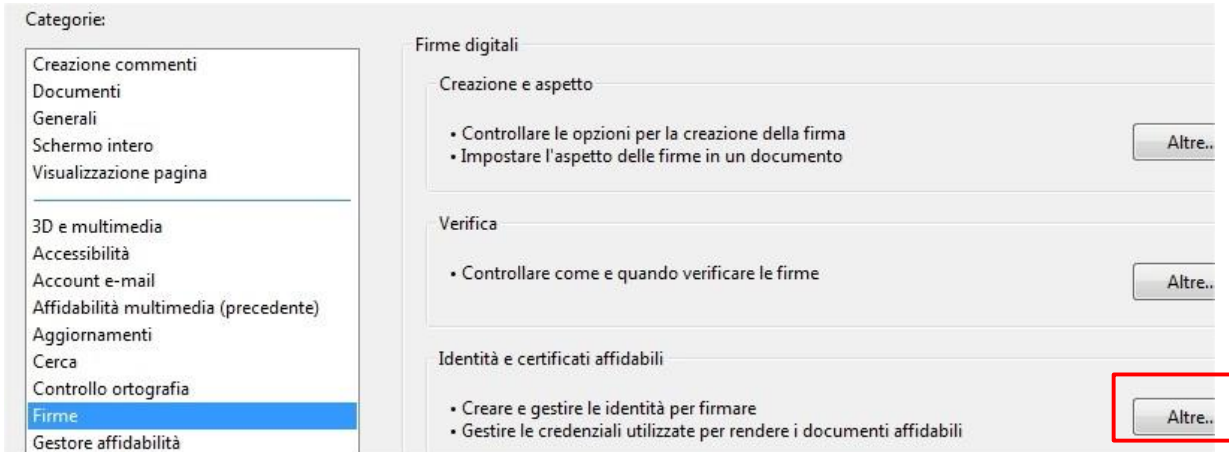 Categorie:
Creazione commenti
Documenti
Generali
Schermo intero
Visualizzazione pagina
3D e multimedia
Accessibilità
Account e-mail
Affidabilità multimedia (precedente)
Aggiornamenti
Cerca
Controllo ortografia
Firme
Gestore affidabilità
Firme digitali
Creazione e aspetto
• Controllare le opzioni per la creazione della firma
• Impostare l'aspetto delle firme in un documento
Altre..
Verifica
• Controllare come e quando verificare le firme
Altre..
Identità e certificati affidabili
• Creare e gestire le identità per firmare
• Gestire le credenziali utilizzate per rendere i documenti affidabili
Altre..